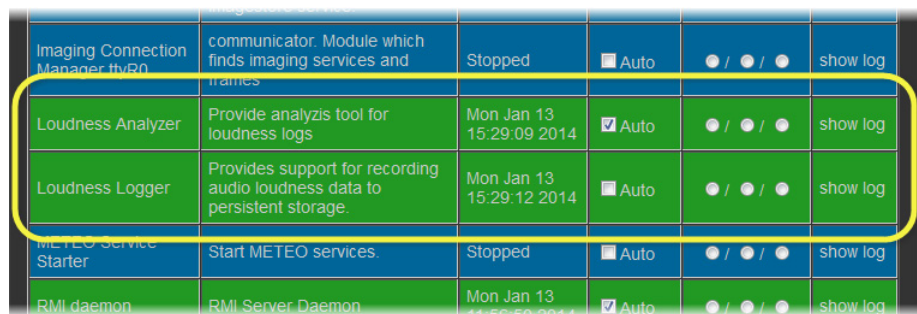 imagestore service.
Imaging Connection
Manager ttyR0
communicator. Module which
finds imaging services and
frames
Stopped
Auto
/ /
show log
Loudness Analyzer
Provide analyzis tool for
loudness logs
Mon Jan 13
15:29:09 2014
Auto
/ /
show log
Loudness Logger
Provides support for recording
audio loudness data to
persistent storage.
Mon Jan 13
15:29:12 2014
Auto
/ /
show log
METEO Service
Starter
Start METEO services.
Stopped
Auto
/ /
show log
RMI daemon
RMI Server Daemon
Mon Jan 13
Auto
/ /
show log